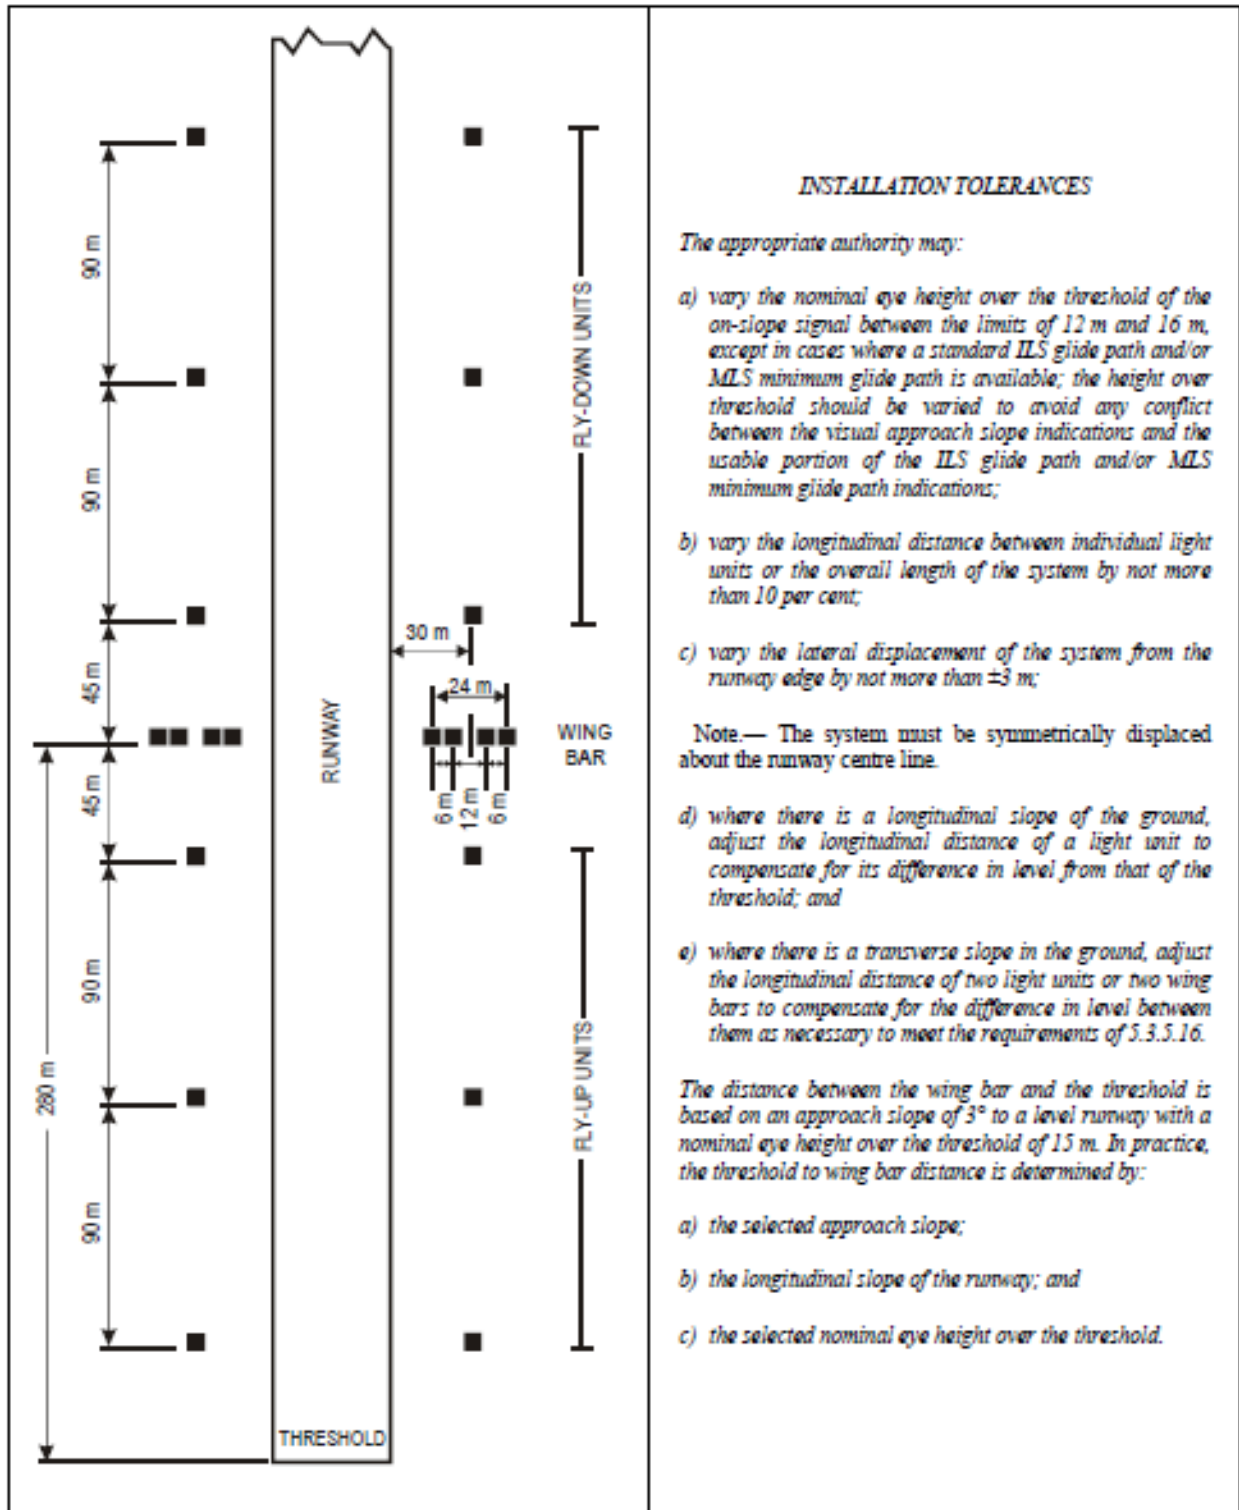 90 m
FLY-DOWN UNITS
90 m
30 m
45 m
24 m
RUNWAY
WING
BAR
45 m
6 m
12 m
6 m
90 m
FLY-UP UNITS
280 m
90 m
THRESHOLD
INSTALLATION TOLERANCES
The appropriate authority may:
a) vary the nominal eye height over the threshold of the
on-slope signal between the limits of 12 m and 16 m,
except in cases where a standard ILS glide path and/or
MLS minimum glide path is available; the height over
threshold should be varied to avoid any conflict
between the visual approach slope indications and the
usable portion of the ILS glide path and/or MLS
minimum glide path indications;
b) vary the longitudinal distance between individual light
units or the overall length of the system by not more
than 10 per cent;
c) vary the lateral displacement of the system from the
runway edge by not more than ±3 m;
Note.— The system must be symmetrically displaced
about the runway centre line.
d) where there is a longitudinal slope of the ground,
adjust the longitudinal distance of a light unit to
compensate for its difference in level from that of the
threshold; and
e) where there is a transverse slope in the ground, adjust
the longitudinal distance of two light units or two wing
bars to compensate for the difference in level between
them as necessary to meet the requirements of 5.3.5.16.
The distance between the wing bar and the threshold is
based on an approach slope of 3° to a level runway with a
nominal eye height over the threshold of 15 m. In practice,
the threshold to wing bar distance is determined by:
a) the selected approach slope;
b) the longitudinal slope of the runway; and
c) the selected nominal eye height over the threshold.